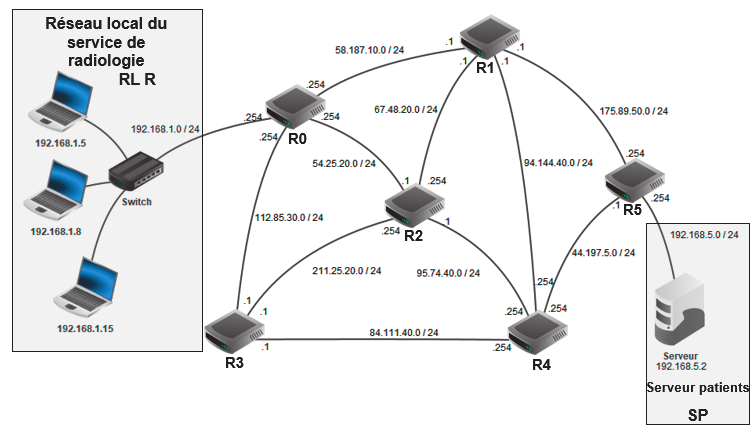 Réseau local du
service de
radiologie
RL R
192.168.1.5
192.168.1.8
192.168.1.15
Switch
192.168.1.0 / 24
.254
.254
.254
.254
R0
58.187.10.0 / 24
.1
.1
.1
.1
R1
67.48.20.0 / 24
54.25.20.0 / 24
175.89.50.0 / 24
94.144.40.0 / 24
.1
.254
.254
.1
R2
.254
.254
.1
R5
112.85.30.0 / 24
211.25.20.0 / 24
95.74.40.0 / 24
44.197.5.0 / 24
192.168.5.0 / 24
.1
.1
.1
R3
84.111.40.0 / 24
.254
.254
.254
.254
R4
Serveur
192.168.5.2
Serveur patients
SP